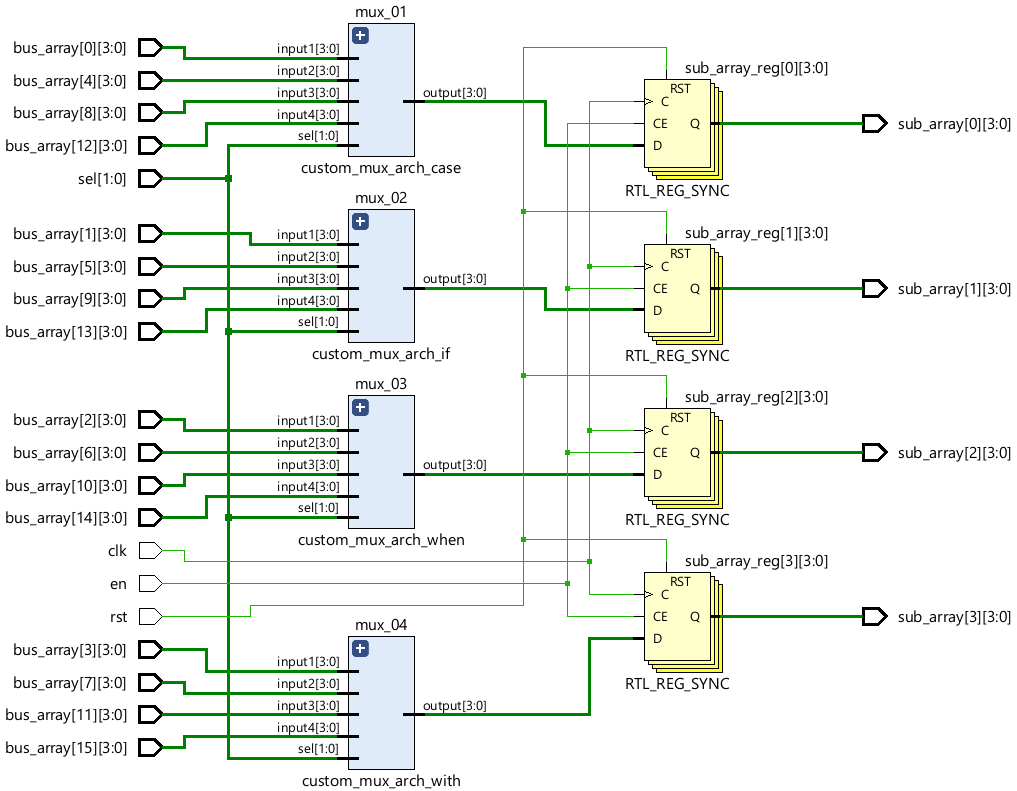 mux_01
bus_array[0][3:0]
input1[3:0]
bus_array[4][3:0]
input2[3:0]
bus_array[8][3:0]
input3[3:0]
output[3:0]
bus_array[12][3:0]
input4[3:0]
sel[1:0]
sel[1:0]
custom_mux_arch_case
sub_array_reg[0][3:0]
RST
C
CE
Q
D
RTL_REG_SYNC
sub_array[0][3:0]
mux_02
bus_array[1][3:0]
input1[3:0]
bus_array[5][3:0]
input2[3:0]
bus_array[9][3:0]
input3[3:0]
output[3:0]
bus_array[13][3:0]
input4[3:0]
sel[1:0]
custom_mux_arch_if
sub_array_reg[1][3:0]
RST
C
CE
Q
D
RTL_REG_SYNC
sub_array[1][3:0]
mux_03
bus_array[2][3:0]
input1[3:0]
bus_array[6][3:0]
input2[3:0]
bus_array[10][3:0]
input3[3:0]
output[3:0]
bus_array[14][3:0]
input4[3:0]
sel[1:0]
custom_mux_arch_when
sub_array_reg[2][3:0]
RST
C
CE
Q
D
RTL_REG_SYNC
sub_array[2][3:0]
clk
en
rst
mux_04
bus_array[3][3:0]
input1[3:0]
bus_array[7][3:0]
input2[3:0]
bus_array[11][3:0]
input3[3:0]
output[3:0]
bus_array[15][3:0]
input4[3:0]
sel[1:0]
custom_mux_arch_with
sub_array_reg[3][3:0]
RST
C
CE
Q
D
RTL_REG_SYNC
sub_array[3][3:0]